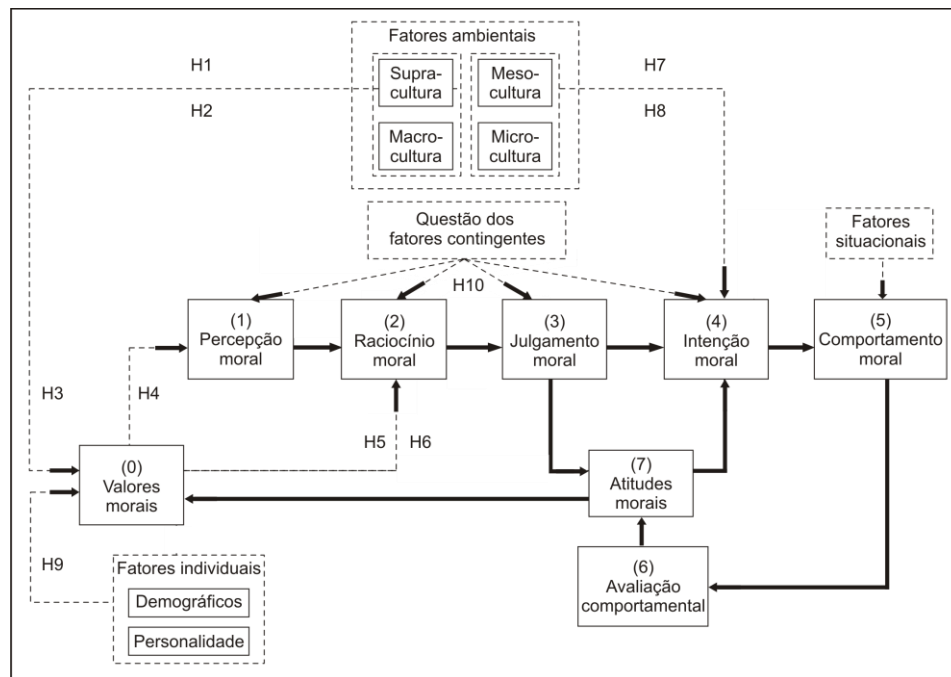 Fatores ambientais
H1
H7
Supra-
cultura
Meso-
cultura
H2
H8
Macro-
cultura
Micro-
cultura
Questão dos
fatores contingentes
Fatores
situacionais
H10
(1)
Percepção
moral
(2)
Raciocínio
moral
(3)
Julgamento
moral
(4)
Intenção
moral
(5)
Comportamento
moral
H3
H4
H5
H6
(0)
Valores
morais
(7)
Atitudes
morais
H9
Fatores individuais
Demográficos
Personalidade
(6)
Avaliação
comportamental